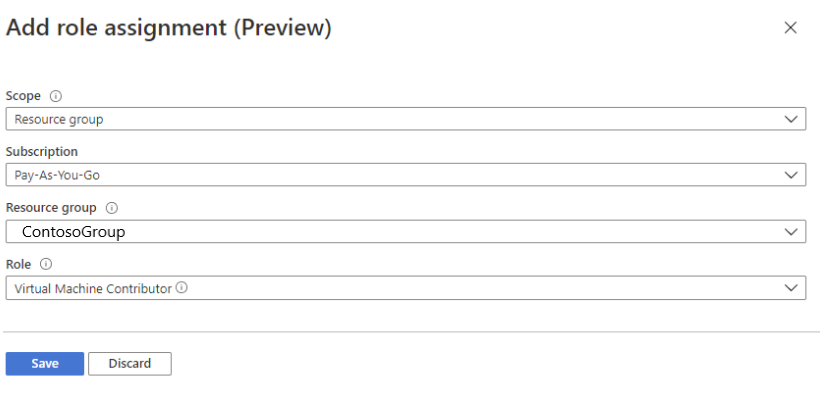 Add role assignment (Preview)
Scope
Resource group
Subscription
Pay-As-You-Go
Resource group
ContosoGroup
Role
Virtual Machine Contributor
Save Discard